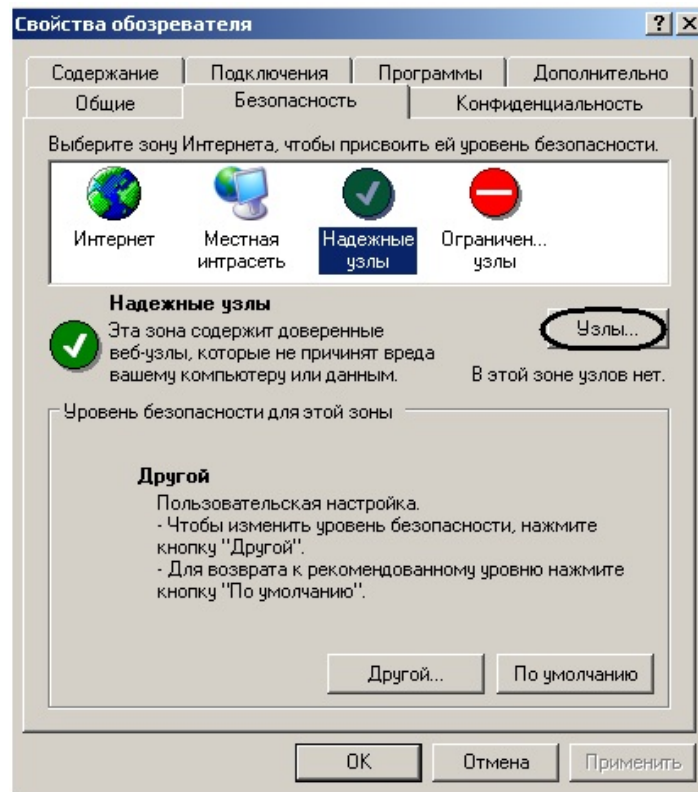 Свойства обозревателя
Содержание Подключения Программы Дополнительно
Общие Безопасность Конфиденциальность
Выберите зону Интернета, чтобы присвоить ей уровень безопасности.
Интернет Местная Надежные Ограничен...
интрасеть узлы узлы
Надежные узлы
Эта зона содержит доверенные
веб-узлы, которые не причинят вреда
вашему компьютеру или данным.
Узлы...
В этой зоне узлов нет.
Уровень безопасности для этой зоны
Другой
Пользовательская настройка.
- Чтобы изменить уровень безопасности, нажмите
кнопку "Другой".
- Для возврата к рекомендованному уровню нажмите
кнопку "По умолчанию".
Другой... По умолчанию
OK Отмена Применить